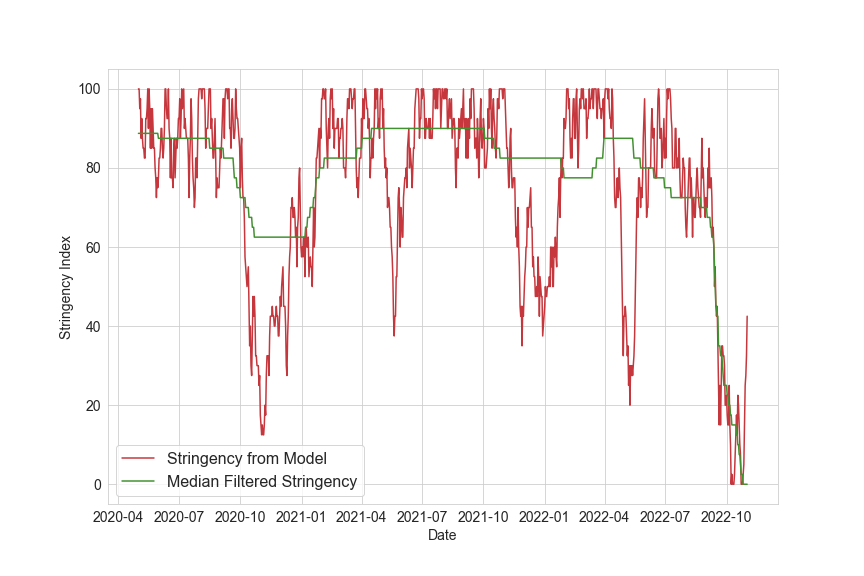 100
80
60
40
20
0
Stringency Index
Stringency from Model
Median Filtered Stringency
2020-04 2020-07 2020-10 2021-01 2021-04 2021-07 2021-10 2022-01 2022-04 2022-07 2022-10
Date